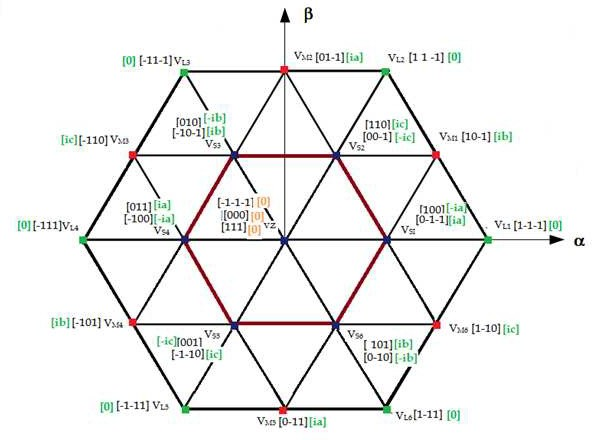 β
V_M2 [01-1][ia]
[0] [-11-1]V_L3
V_L2 [1 1 -1] [0]
[010] [-ib]
[-10-1][ib]
V_S3
[110][ic]
[00-1][-ic]
V_S2
[ic][-110] V_M3
V_M1 [10-1] [ib]
[011][ia]
[-100][-ia]
V_S4
[-1-1-1][0]
[000] [0]
[111][0] VZ
[100][-ia]
[0-1-1][ia]
V_S1
[0][-111]V_L4
V_L1 [1-1-1][0]
α
[ib] [-101] V_M4
V_M6 [1-10] [ic]
V_S5
[-ic][001]
[-1-10][ic]
V_S6
[ 101][ib]
[0-10][-ib]
[0] [-1-11] V_L5
V_M5 [0-11] [ia]
V_L6 [1-11] [0]